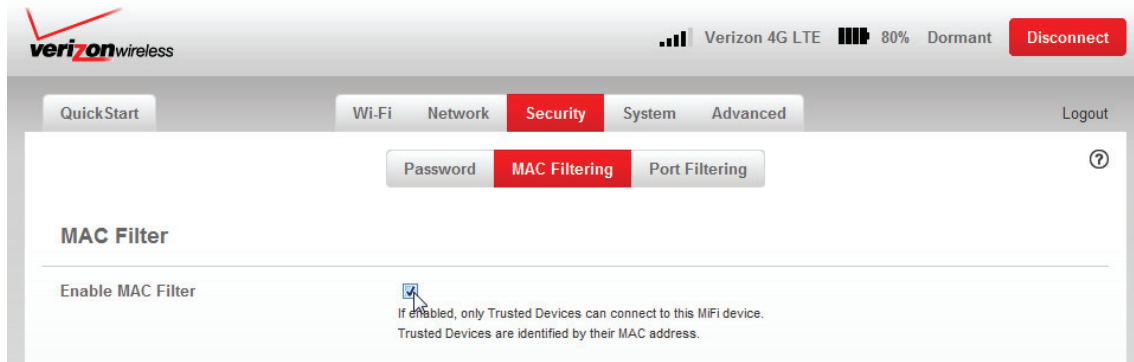 verizonwireless
Verizon 4G LTE 80% Dormant Disconnect
QuickStart Wi-Fi Network Security System Advanced Logout
Password MAC Filtering Port Filtering ?
MAC Filter
Enable MAC Filter
If enabled, only Trusted Devices can connect to this MiFi device.
Trusted Devices are identified by their MAC address.